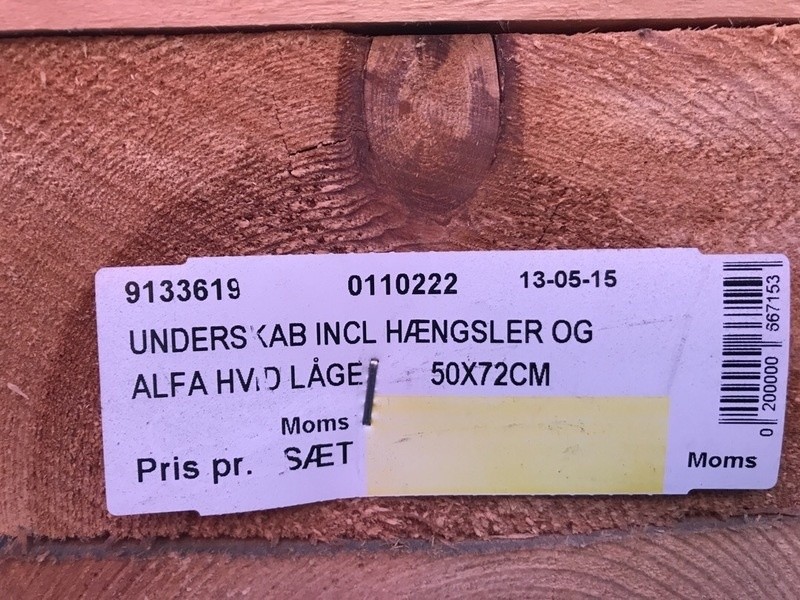 9133619 0110222 13-05-15
UNDERSKAB INCL HÆNGSLER OG
ALFA HVID LÅGE 50X72CM
Moms
Pris pr. SÆT
Moms
0 200000 667153